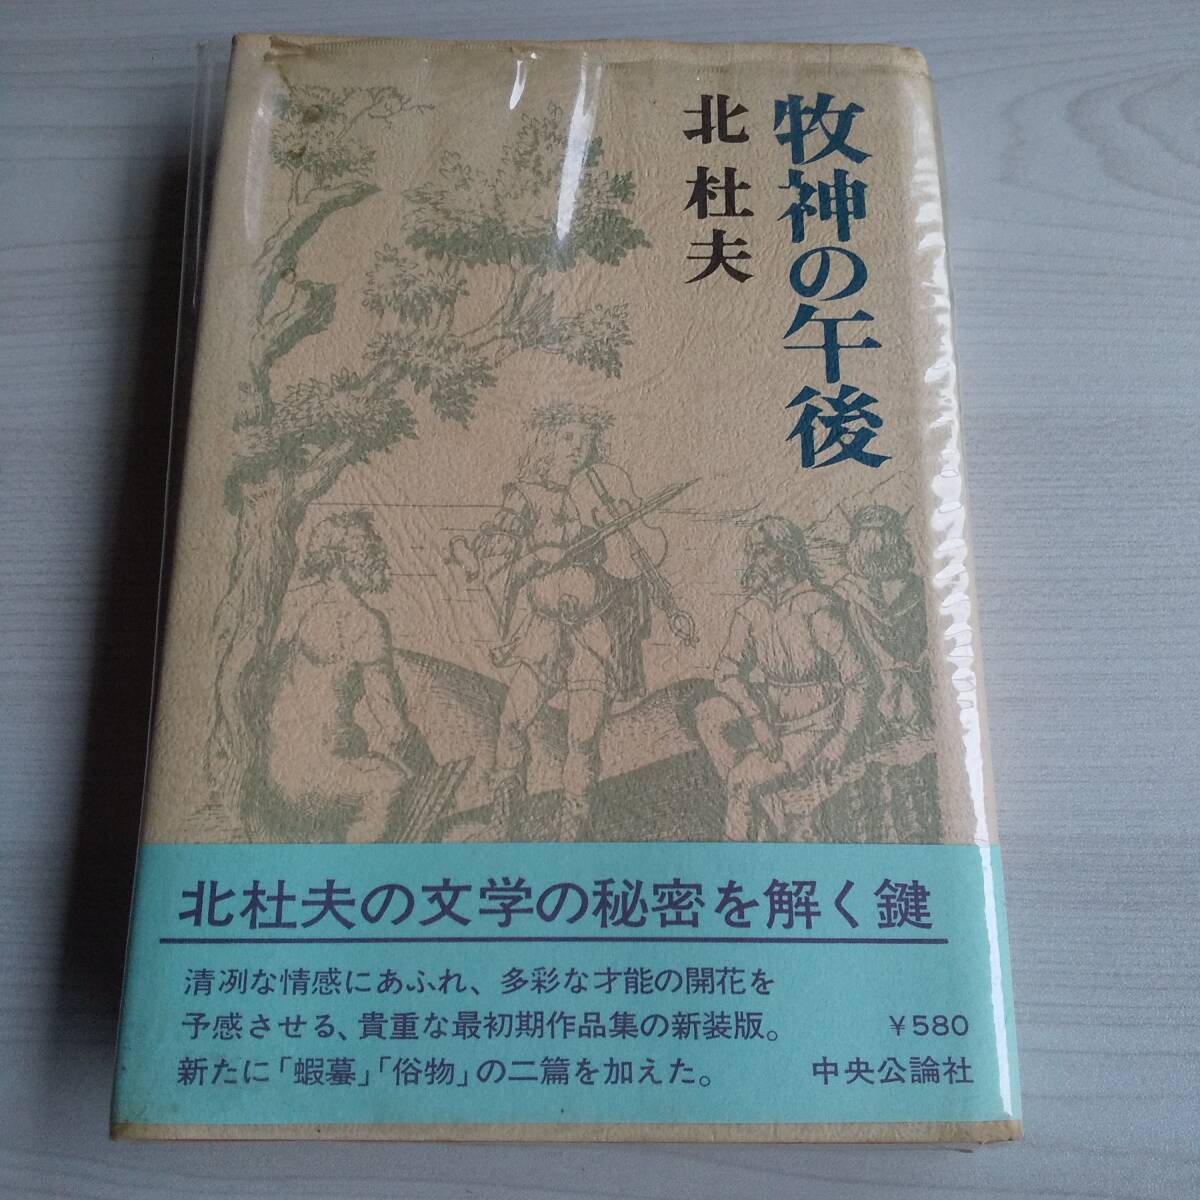 牧神の午後
北杜夫
北杜夫の文学の秘密を解く鍵
清冽な情感にあふれ、多彩な才能の開花を
予感させる、貴重な最初期作品集の新装版。
新たに「蝦蟇」「俗物」の二篇を加えた。
￥580
中央公論社